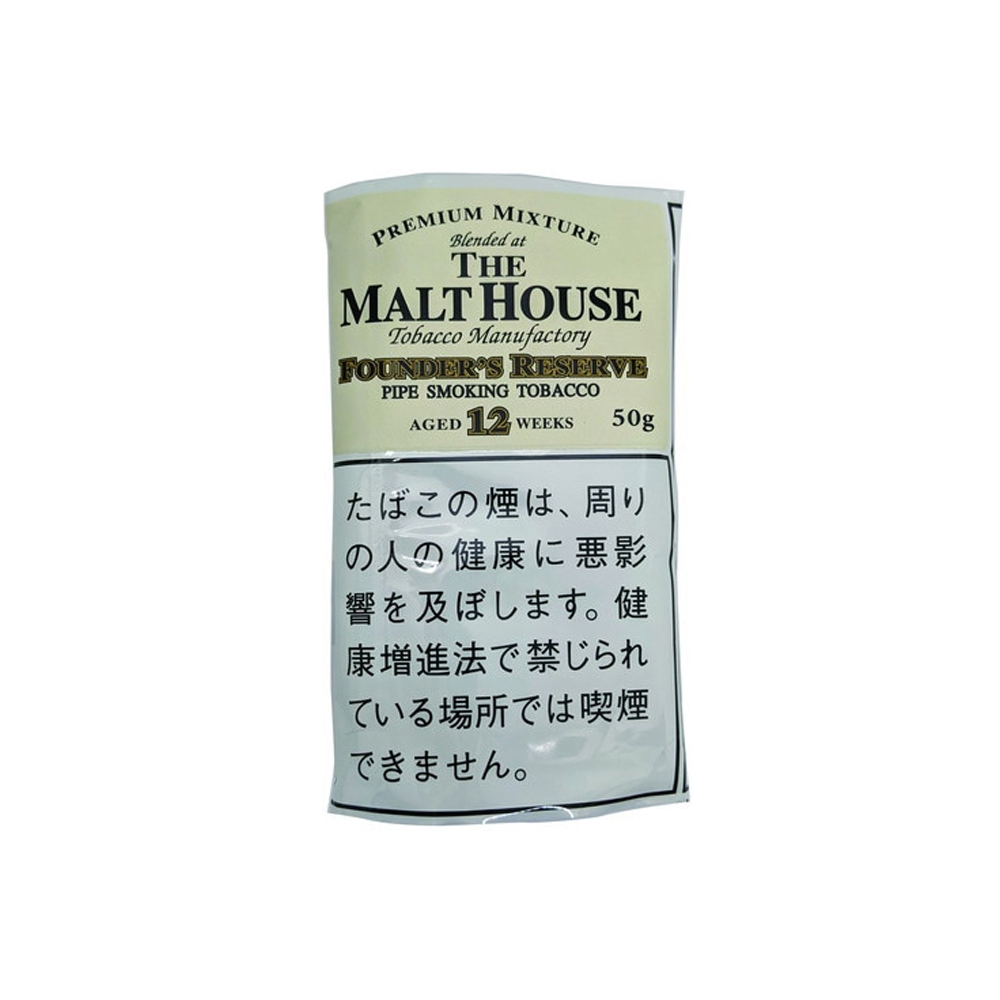 PREMIUM MIXTURE
Blended at
THE
MALT HOUSE
Tobacco Manufactory
FOUNDER'S RESERVE
PIPE SMOKING TOBACCO
AGED 12 WEEKS 50g
たばこの煙は、周り
の人の健康に悪影
響を及ぼします。健
康増進法で禁じられ
ている場所では喫煙
できません。